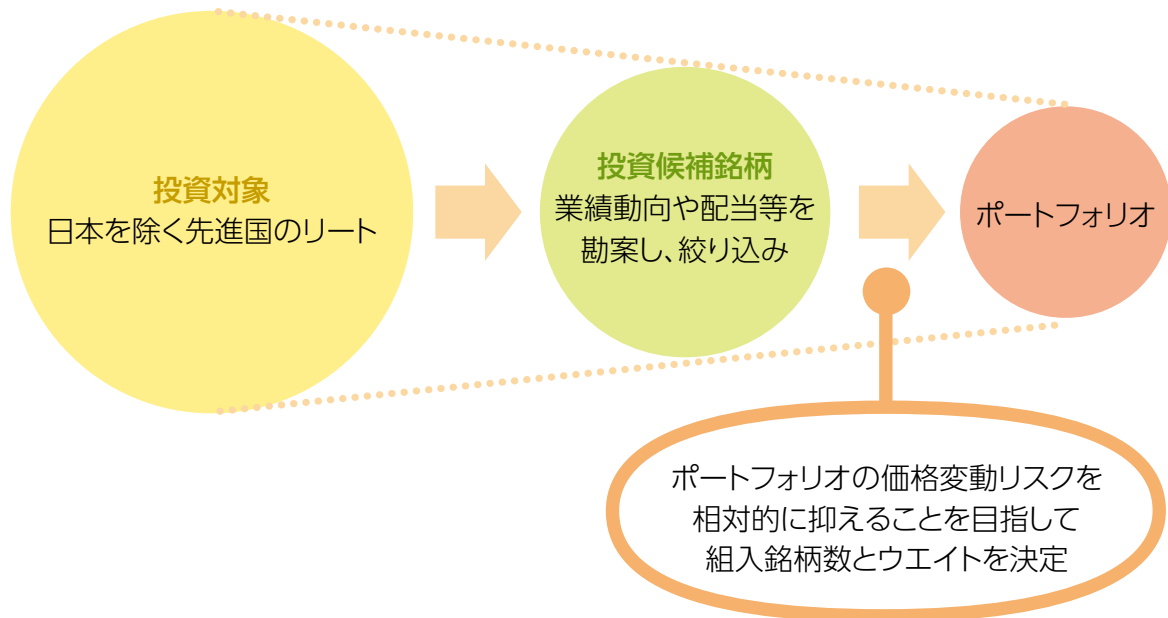 投資対象
日本を除く先進国のリート
投資候補銘柄
業績動向や配当等を
勘案し、絞り込み
ポートフォリオ
ポートフォリオの価格変動リスクを
相対的に抑えることを目指して
組入銘柄数とウエイトを決定